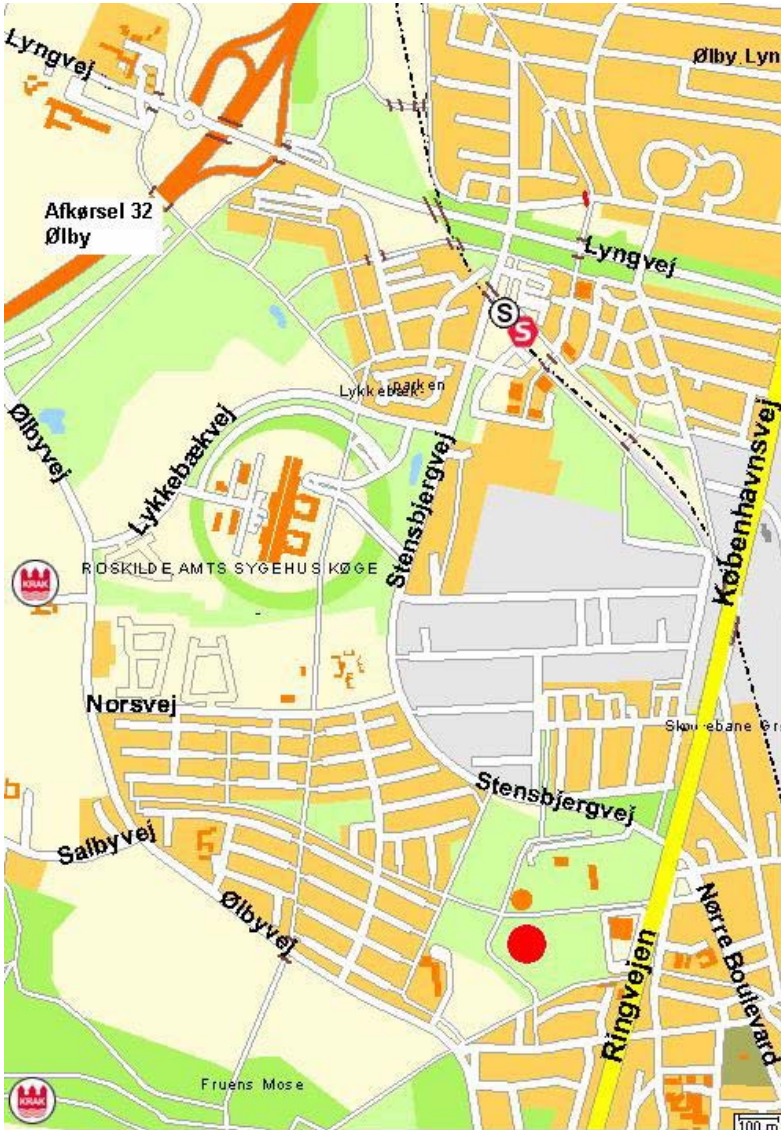 Lyngvej
Ølby Lyn
Afkørsel 32
Ølby
Lyngvej
S
S
parken
Lykkebæk-
Ølbyvej
Lykkebækvej
Stensbjergvej
Københavnsvej
ROSKILDE AMTS SYGEHUS KØGE
KRAK
Norsvej
Stensbjergvej
Salbyvej
Ølbyvej
Nørre Boulevard
Ringvejen
Fruens Mose
KRAK
100 m